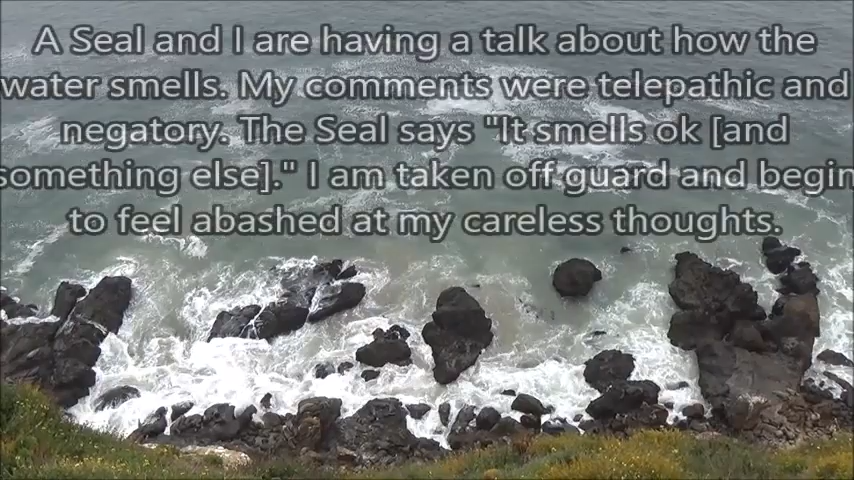 A Seal and I are having a talk about how the
water smells. My comments were telepathic and
negatory. The Seal says "It smells ok [and
something else]." I am taken off guard and begin
to feel abashed at my careless thoughts.